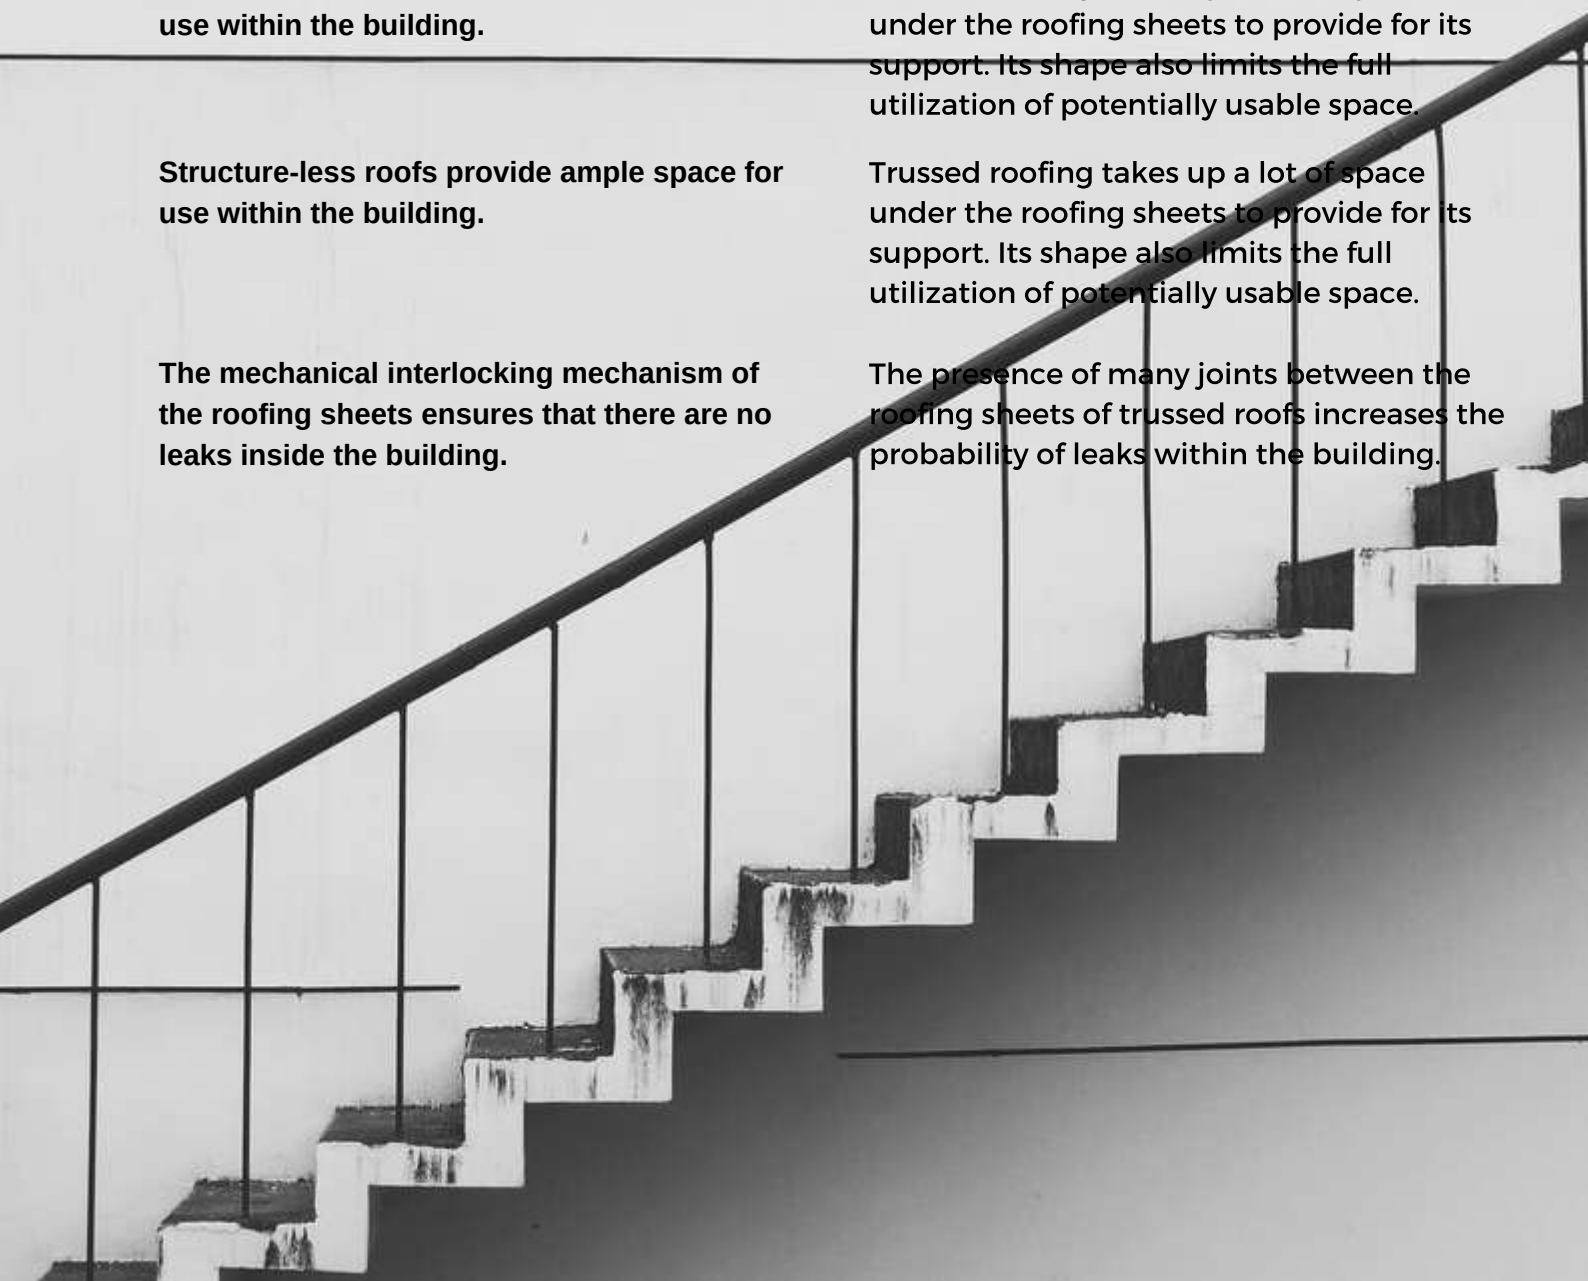 use within the building.
under the roofing sheets to provide for its
support. Its shape also limits the full
utilization of potentially usable space.
Structure-less roofs provide ample space for
use within the building.
Trussed roofing takes up a lot of space
under the roofing sheets to provide for its
support. Its shape also limits the full
utilization of potentially usable space.
The mechanical interlocking mechanism of
the roofing sheets ensures that there are no
leaks inside the building.
The presence of many joints between the
roofing sheets of trussed roofs increases the
probability of leaks within the building.